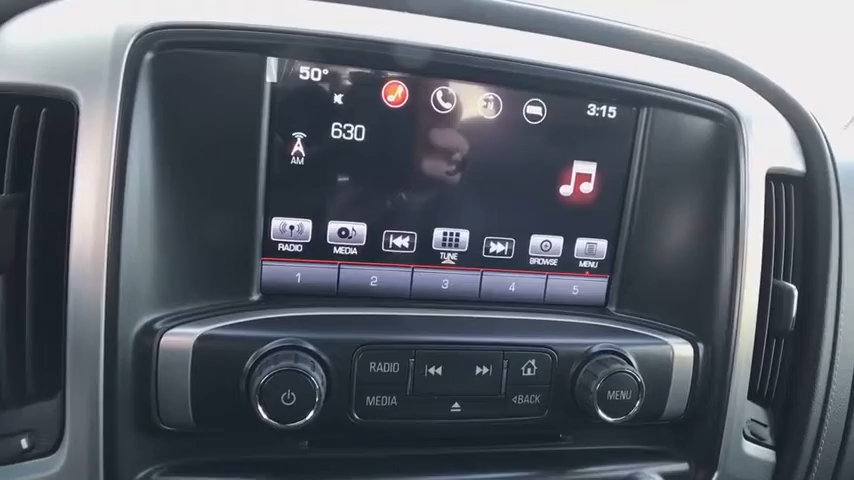 50°
3:15
630
AM
RADIO MEDIA TUNE BROWSE MENU
1 2 3 4 5
RADIO
MEDIA
BACK
MENU